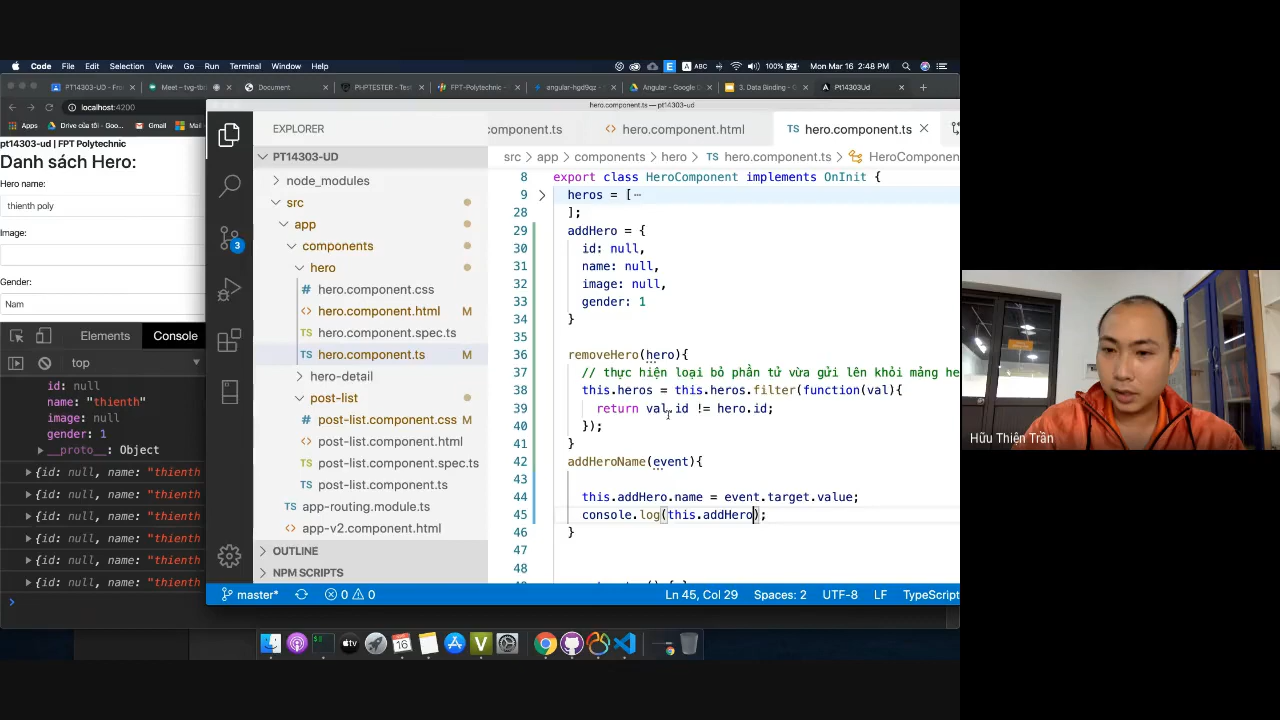 Code File Edit Selection View Go Run Terminal Window Help
E A ABC 100% Mon Mar 16 2:48 PM
PT14303-UD | F Meet – tvg-ttb Document PHPTESTER - Tes FPT-Polytechnic - angular-hgd9qz - Angular - Google 3. Data Binding - G PT14303Ud
localhost:4200
Apps Drive của tôi - Goo... Gmail Mail
pt14303-ud | FPT Polytechnic
Danh sách Hero:
Hero name:
thienth poly
Image:
Gender:
Nam
Elements Console
top
id: null
name: "thienth"
image: null
gender: 1
__proto__: Object
{id: null, name: "thienth
{id: null, name: "thienth
{id: null, name: "thienth
{id: null, name: "thienth
{id: null, name: "thienth
{id: null, name: "thienth
hero.component.ts — pt14303-ud
EXPLORER
PT14303-UD
node_modules
src
app
components
hero
hero.component.css
hero.component.html M
hero.component.spec.ts
hero.component.ts M
hero-detail
post-list
post-list.component.css M
post-list.component.html
post-list.component.spec.ts
post-list.component.ts
app-routing.module.ts
app-v2.component.html
OUTLINE
NPM SCRIPTS
3
component.ts hero.component.html TS hero.component.ts
src > app > components > hero > TS hero.component.ts > HeroComponen
8 export class HeroComponent implements OnInit {
9 heros = [
28 ];
29 addHero = {
30 id: null,
31 name: null,
32 image: null,
33 gender: 1
34 }
35
36 removeHero(hero){
37 // thực hiện loại bỏ phần tử vừa gửi lên khỏi mảng he
38 this.heros = this.heros.filter(function(val){
39 return val.id != hero.id;
40 });
41 }
42 addHeroName(event){
43
44 this.addHero.name = event.target.value;
45 console.log(this.addHero);
46 }
47
48
master* 0 0 Ln 45, Col 29 Spaces: 2 UTF-8 LF TypeScript
16 tv V
Hữu Thiện Trần